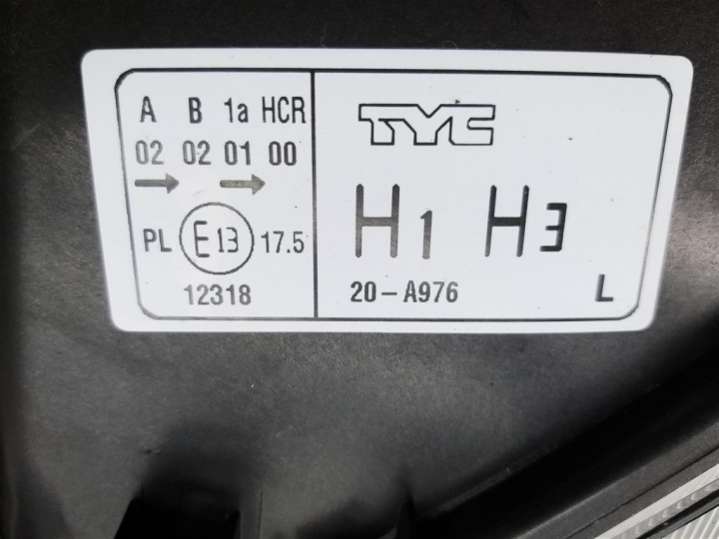 A B 1a HCR
02 02 01 00
→ →
PL E13 17.5
12318
TYC
H1 H3
20-A976 L